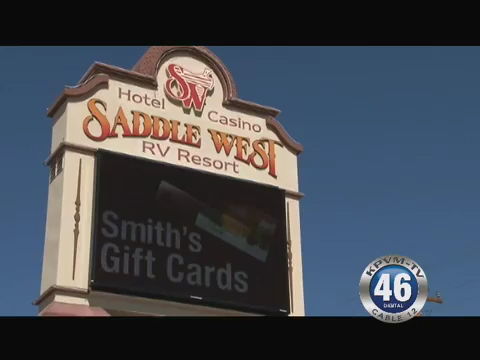 SW
Hotel Casino
SADDLE WEST
RV Resort
Smith's
Gift Cards
KPVM-TV
46
DIGITAL
CABLE 12